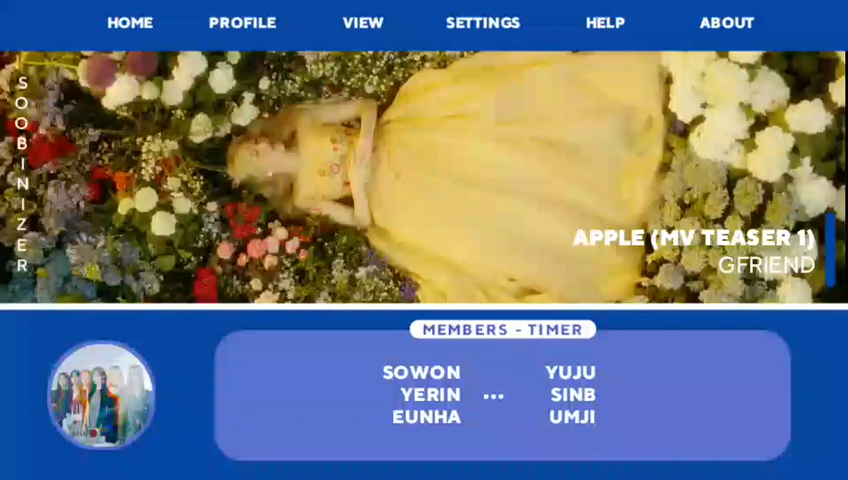 HOME PROFILE VIEW SETTINGS HELP ABOUT
SOOBINIZER
APPLE (MV TEASER 1)
GFRIEND
MEMBERS - TIMER
SOWON YUJU
YERIN ••• SINB
EUNHA UMJI